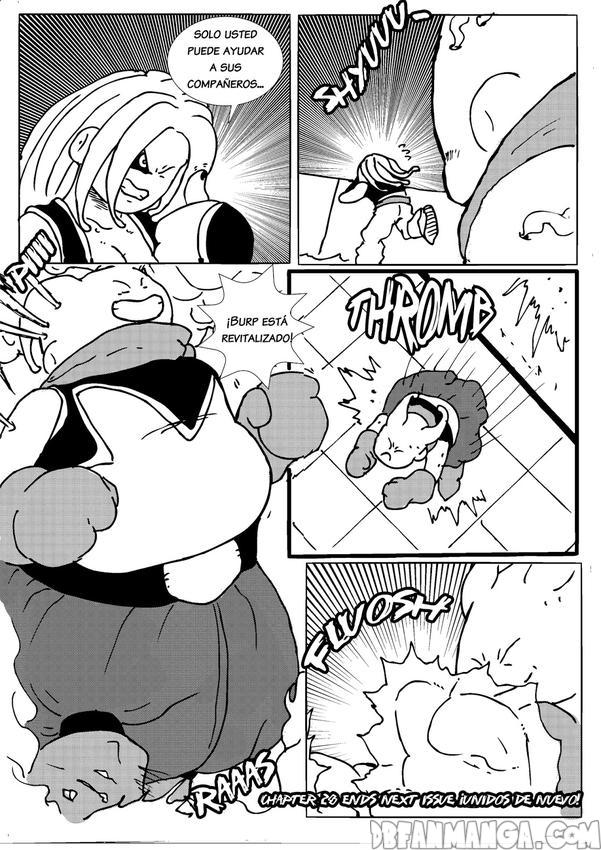 SOLO USTED
PUEDE AYUDAR
A SUS
COMPAÑEROS...
SHYUUU-
PIIII
¡BURP ESTÁ
REVITALIZADO!
THROMB
FLUOSH
RAAAS
CHAPTER 28 ENDS NEXT ISSUE ¡UNIDOS DE NUEVO!
DBFANMANGA.COM